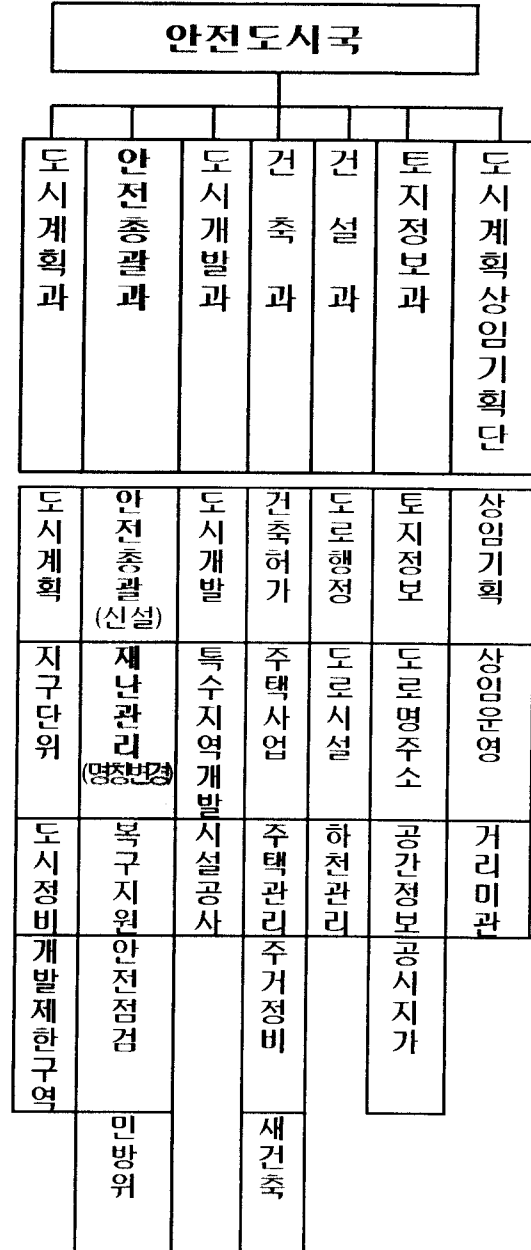 안전도시국
도시계획과
안전총괄과
도시개발과
건축과
건설과
토지정보과
도시계획상임기획단
도시계획
안전총괄
(신설)
도시개발
건축허가
도로행정
토지정보
상임기획
지구단위
재난관리
(명칭변경)
특수지역개발
주택사업
도로시설
도로명주소
상임운영
도시정비
복구지원
시설공사
주택관리
하천관리
공간정보
거리미관
개발제한구역
안전점검
주거정비
공시지가
민방위
새건축